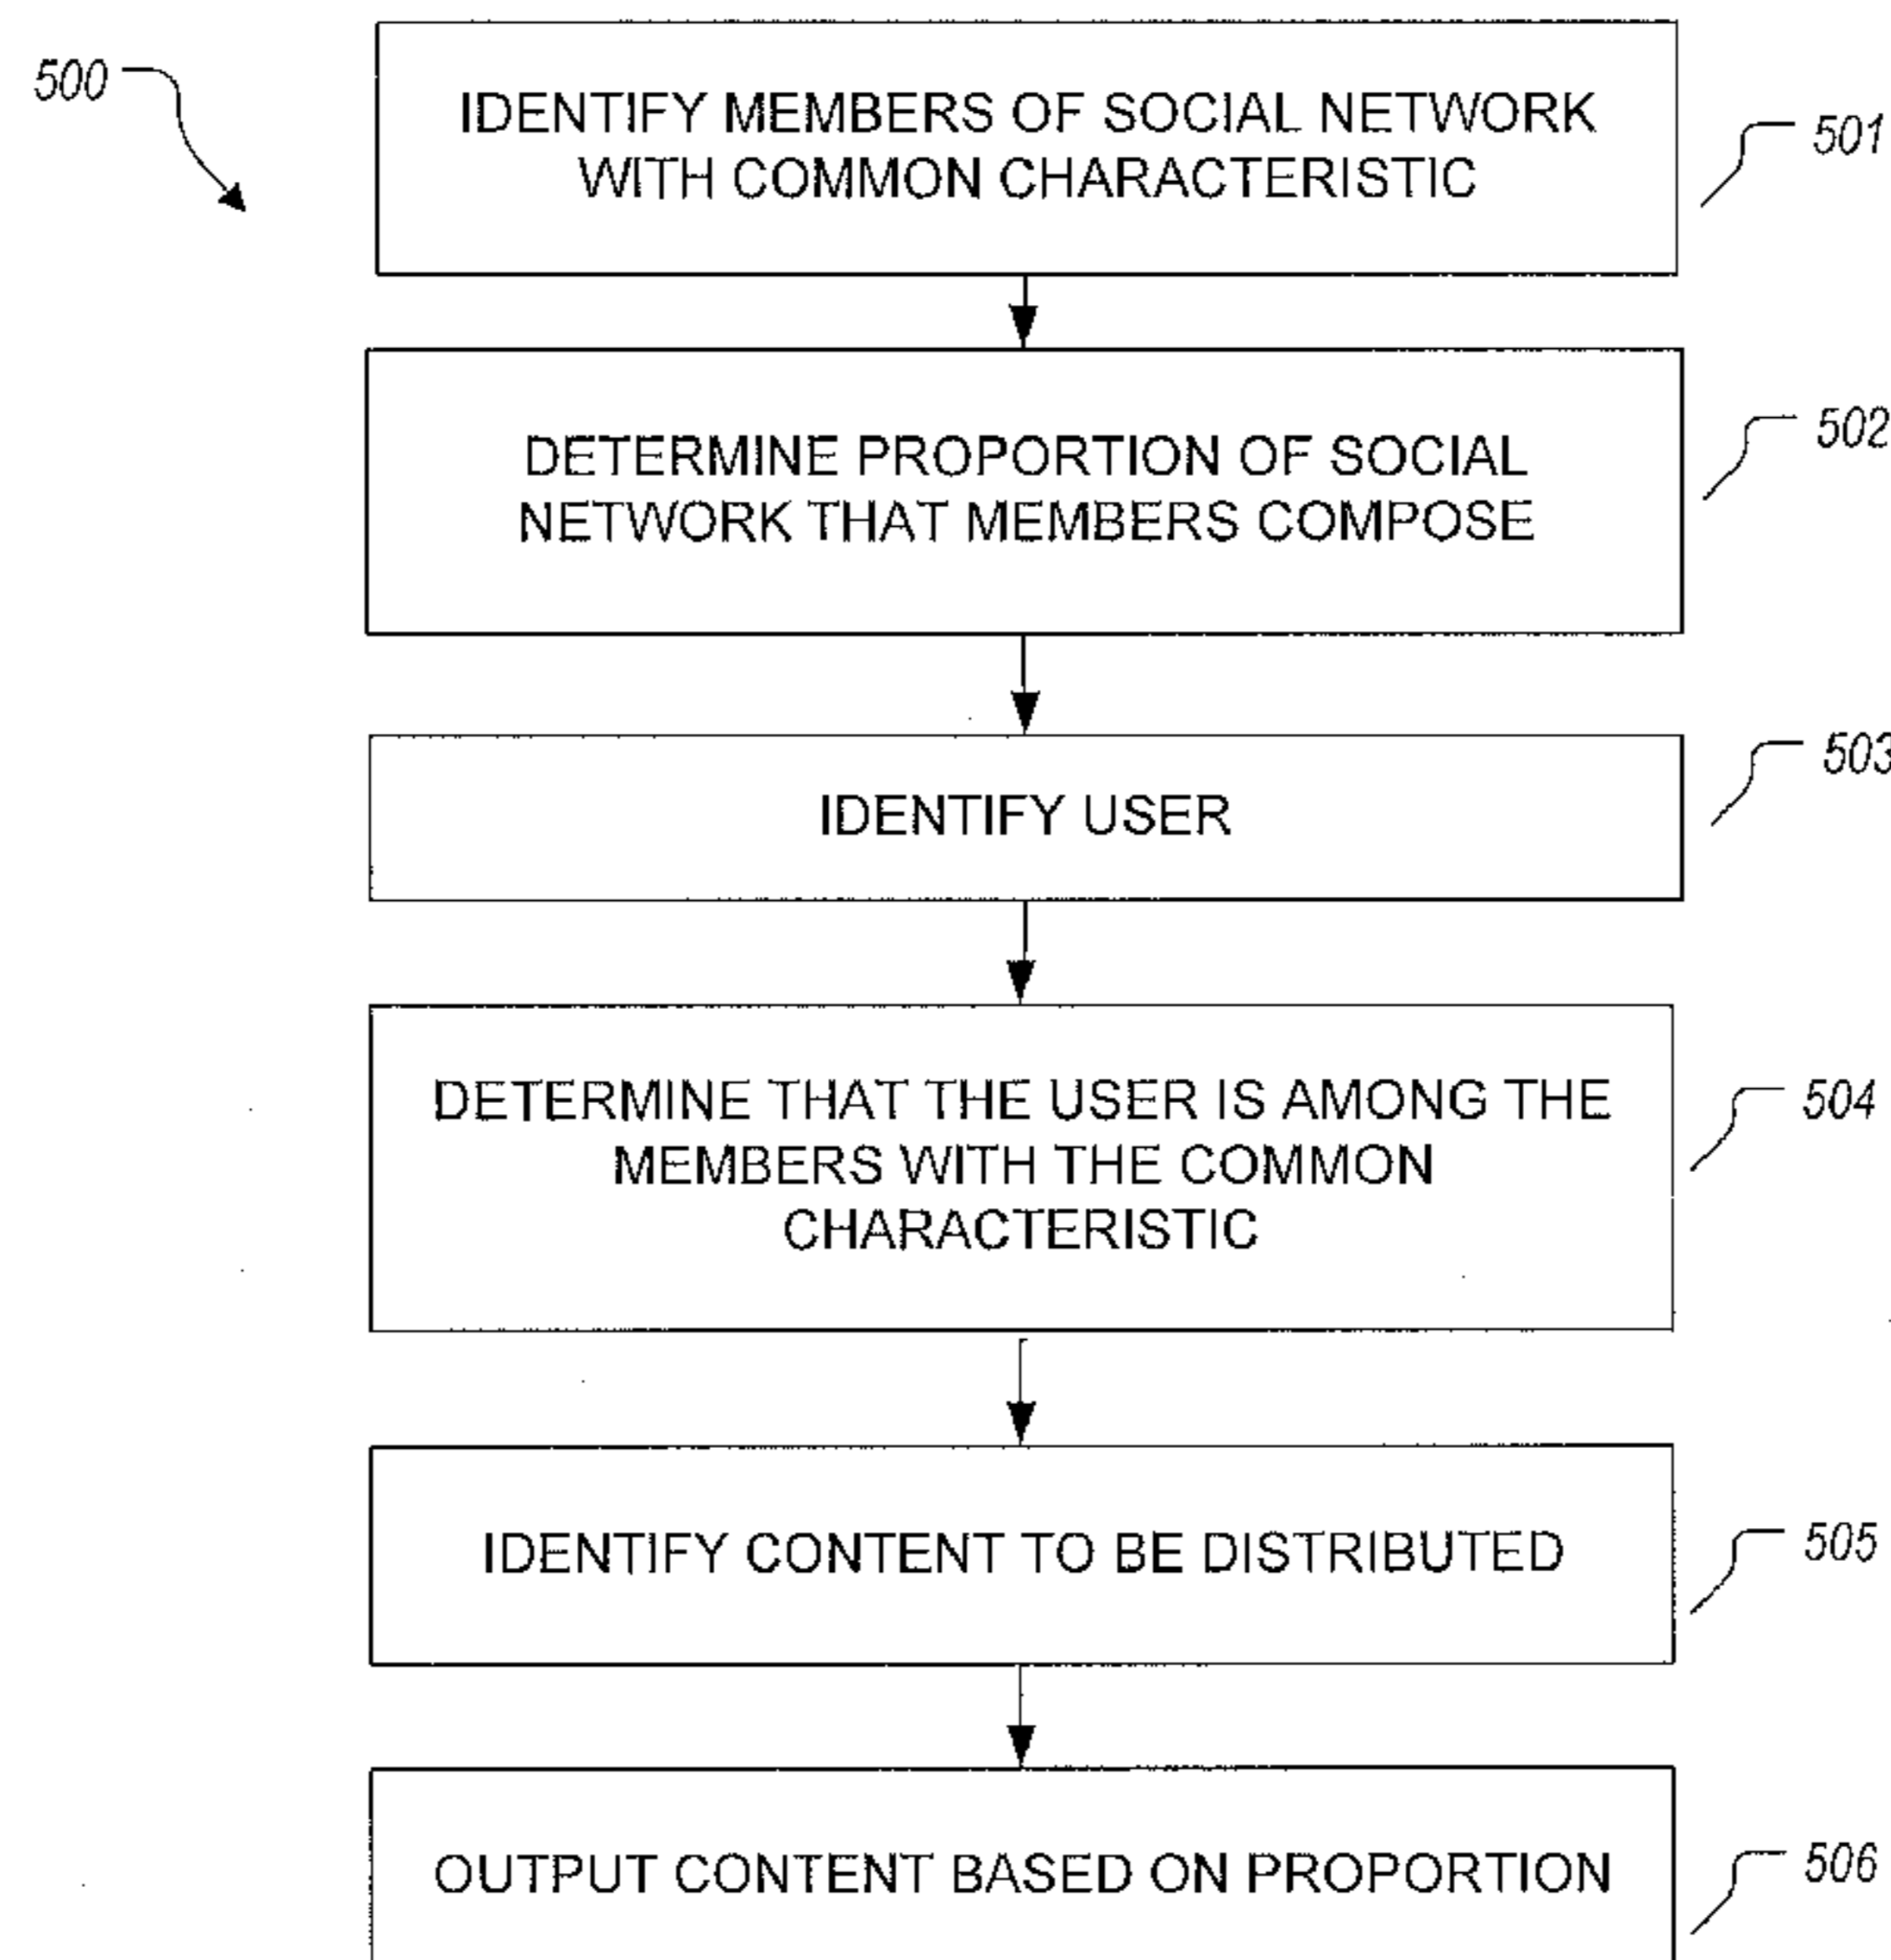 500
IDENTIFY MEMBERS OF SOCIAL NETWORK
WITH COMMON CHARACTERISTIC
501
DETERMINE PROPORTION OF SOCIAL
NETWORK THAT MEMBERS COMPOSE
502
IDENTIFY USER
503
DETERMINE THAT THE USER IS AMONG THE
MEMBERS WITH THE COMMON
CHARACTERISTIC
504
IDENTIFY CONTENT TO BE DISTRIBUTED
505
OUTPUT CONTENT BASED ON PROPORTION
506